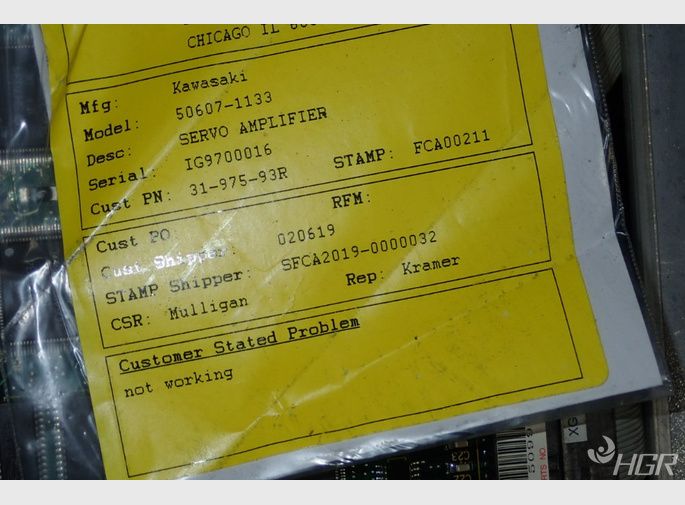 CHICAGO IL
Mfg: Kawasaki
Model: 50607-1133
Desc: SERVO AMPLIFIER
Serial: IG9700016
Cust PN: 31-975-93R STAMP: FCA00211
Cust PO: RFM:
Cust Shipper: 020619
STAMP Shipper: SFCA2019-0000032
CSR: Mulligan Rep: Kramer
Customer Stated Problem
not working
XG
HGR